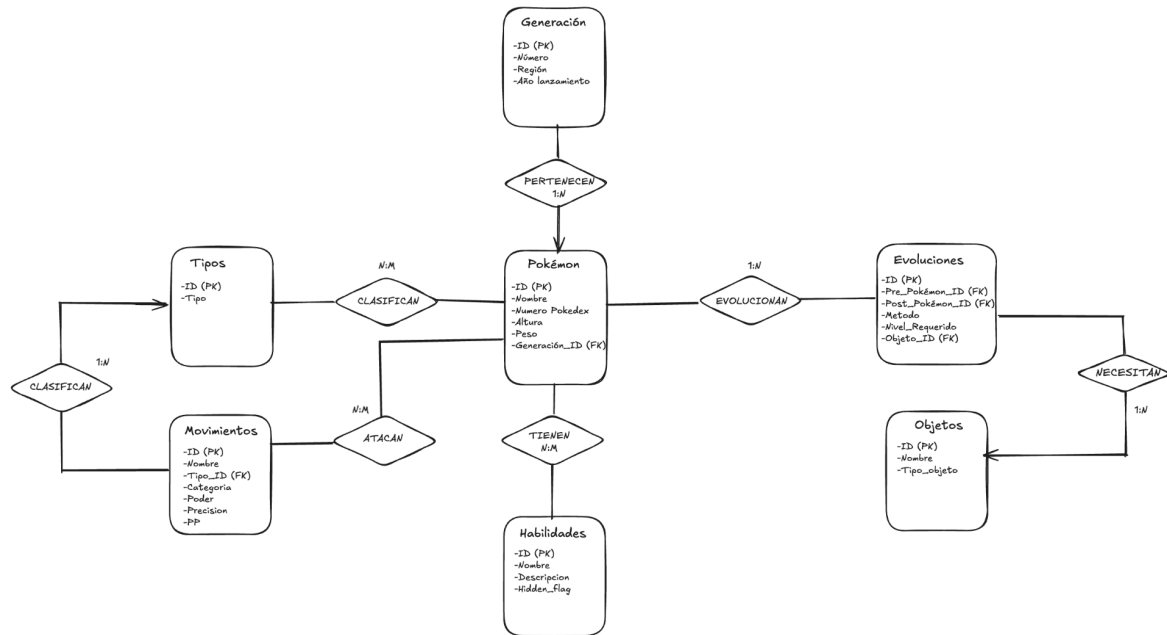 Generación
-ID (PK)
-Número
-Región
-Año lanzamiento
PERTENECEN
1:N
Tipos
-ID (PK)
-Tipo
N:M
CLASIFICAN
Pokémon
-ID (PK)
-Nombre
-Numero Pokedex
-Altura
-Peso
-Generación_ID (FK)
1:N
EVOLUCIONAN
Evoluciones
-ID (PK)
-Pre_Pokémon_ID (FK)
-Post_Pokémon_ID (FK)
-Metodo
-Nivel_Requerido
-Objeto_ID (FK)
1:N
CLASIFICAN
NECESITAN
1:N
Movimientos
-ID (PK)
-Nombre
-Tipo_ID (FK)
-Categoria
-Poder
-Precision
-PP
N:M
ATACAN
TIENEN
N:M
Objetos
-ID (PK)
-Nombre
-Tipo_objeto
Habilidades
-ID (PK)
-Nombre
-Descripcion
-Hidden_flag